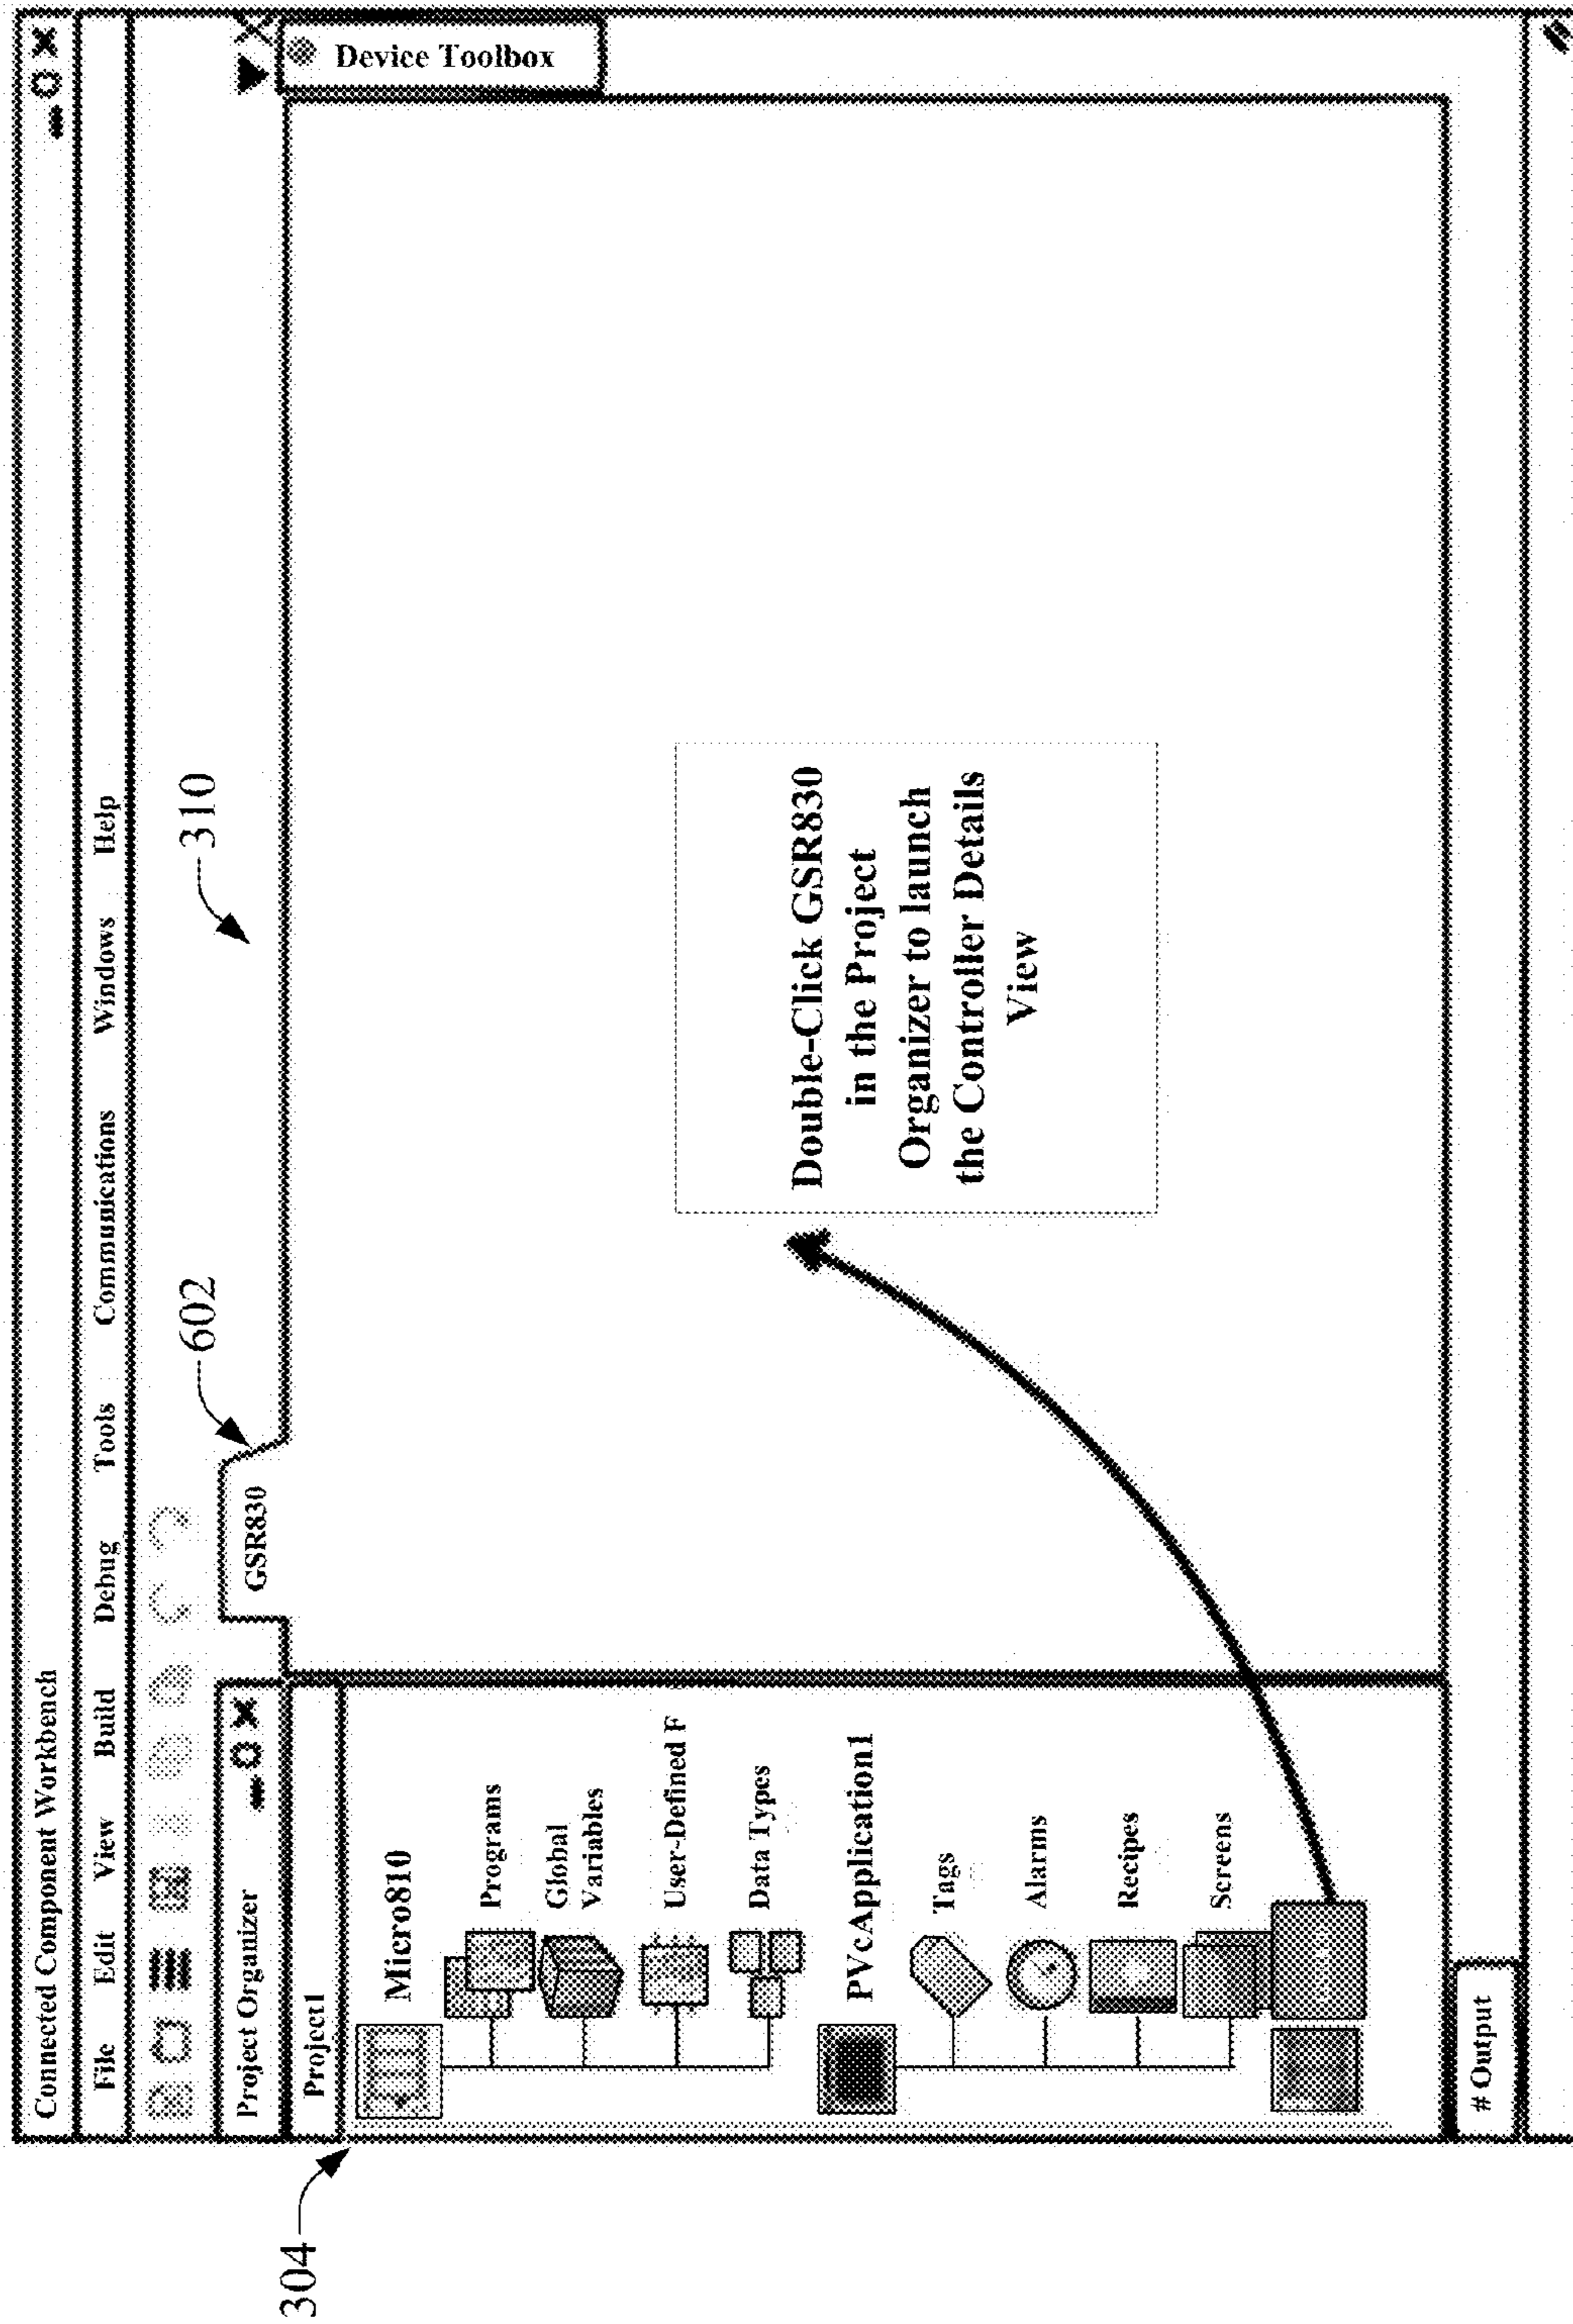 Connected Component Workbench
File Edit View Build Debug Tools Communications Windows Help
310
602
Project Organizer
GSR830
Device Toolbox
304
Project1
Micro810
Programs
Global
Variables
User-Defined F
Data Types
PVcApplication1
Tags
Alarms
Recipes
Screens
Double-Click GSR830
in the Project
Organizer to launch
the Controller Details
View
# Output